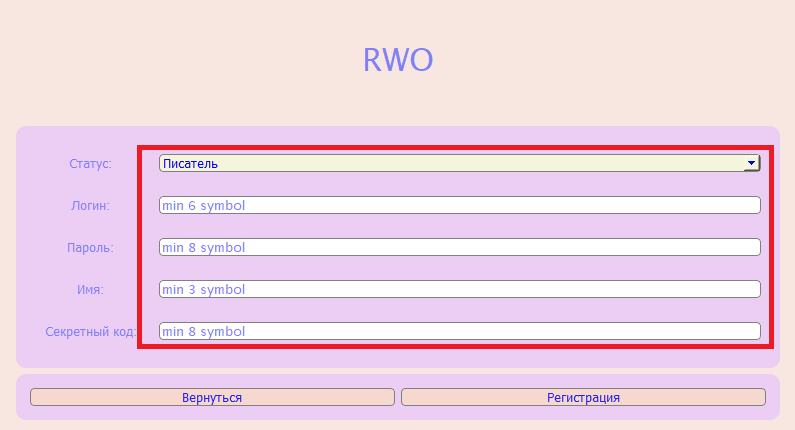 RWO
Статус: Писатель
Логин: min 6 symbol
Пароль: min 8 symbol
Имя: min 3 symbol
Секретный код: min 8 symbol
Вернуться Регистрация